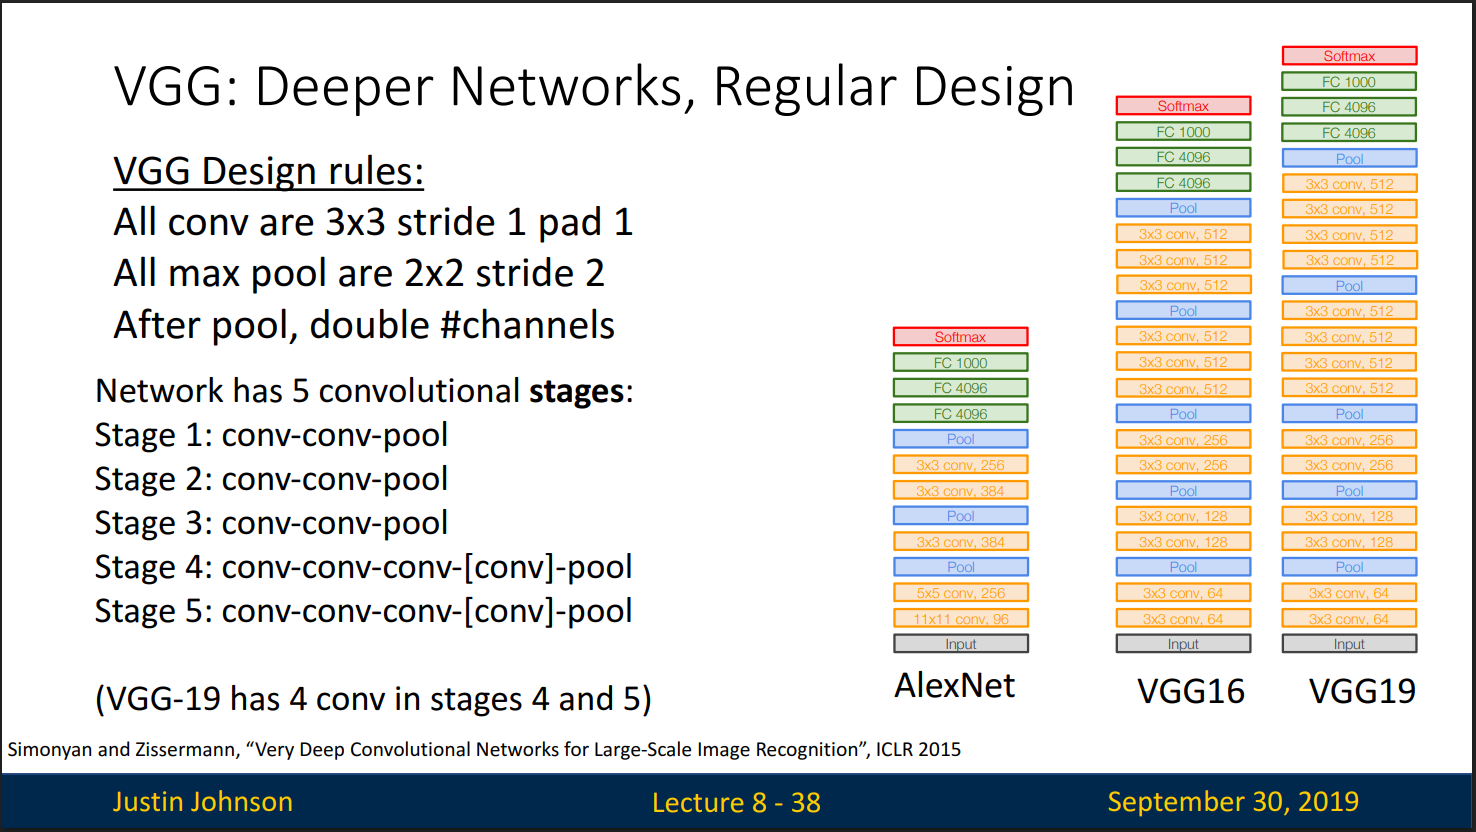 VGG: Deeper Networks, Regular Design
VGG Design rules:
All conv are 3x3 stride 1 pad 1
All max pool are 2x2 stride 2
After pool, double #channels
Network has 5 convolutional stages:
Stage 1: conv-conv-pool
Stage 2: conv-conv-pool
Stage 3: conv-conv-pool
Stage 4: conv-conv-conv-[conv]-pool
Stage 5: conv-conv-conv-[conv]-pool
(VGG-19 has 4 conv in stages 4 and 5)
Softmax
FC 1000
FC 4096
FC 4096
Pool
3x3 conv, 256
3x3 conv, 384
Pool
3x3 conv, 384
Pool
5x5 conv, 256
11x11 conv, 96
Input
AlexNet
Softmax
FC 1000
FC 4096
FC 4096
Pool
3x3 conv, 512
3x3 conv, 512
3x3 conv, 512
Pool
3x3 conv, 512
3x3 conv, 512
3x3 conv, 512
Pool
3x3 conv, 256
3x3 conv, 256
Pool
3x3 conv, 128
3x3 conv, 128
Pool
3x3 conv, 64
3x3 conv, 64
Input
VGG16
Softmax
FC 1000
FC 4096
FC 4096
Pool
3x3 conv, 512
3x3 conv, 512
3x3 conv, 512
3x3 conv, 512
Pool
3x3 conv, 512
3x3 conv, 512
3x3 conv, 512
3x3 conv, 512
Pool
3x3 conv, 256
3x3 conv, 256
Pool
3x3 conv, 128
3x3 conv, 128
Pool
3x3 conv, 64
3x3 conv, 64
Input
VGG19
Simonyan and Zissermann, “Very Deep Convolutional Networks for Large-Scale Image Recognition”, ICLR 2015
Justin Johnson
Lecture 8 - 38
September 30, 2019